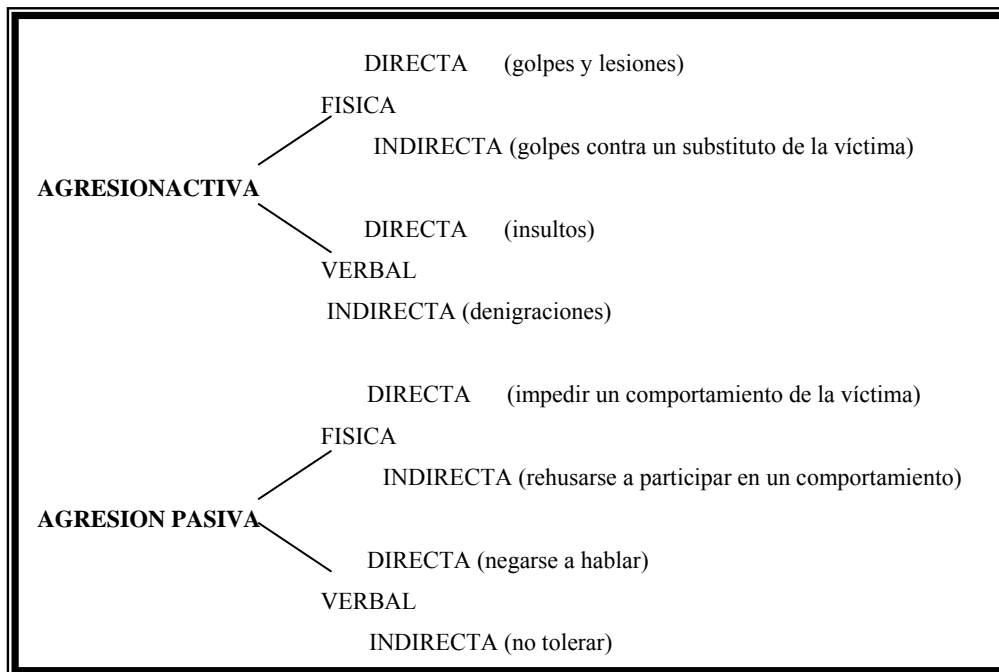 DIRECTA (golpes y lesiones)
FISICA
INDIRECTA (golpes contra un substituto de la víctima)
AGRESIONACTIVA
DIRECTA (insultos)
VERBAL
INDIRECTA (denigraciones)
DIRECTA (impedir un comportamiento de la víctima)
FISICA
INDIRECTA (rehusarse a participar en un comportamiento)
AGRESION PASIVA
DIRECTA (negarse a hablar)
VERBAL
INDIRECTA (no tolerar)